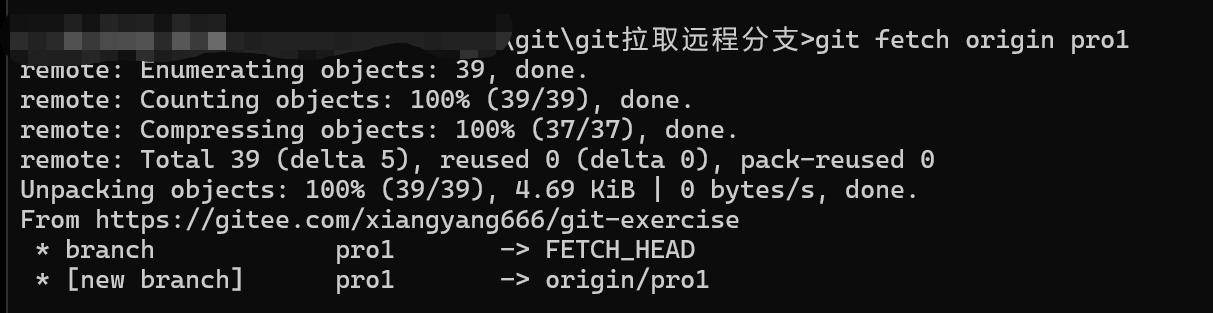 \git\git拉取远程分支>git fetch origin pro1
remote: Enumerating objects: 39, done.
remote: Counting objects: 100% (39/39), done.
remote: Compressing objects: 100% (37/37), done.
remote: Total 39 (delta 5), reused 0 (delta 0), pack-reused 0
Unpacking objects: 100% (39/39), 4.69 KiB | 0 bytes/s, done.
From https://gitee.com/xiangyang666/git-exercise
 * branch            pro1       -> FETCH_HEAD
 * [new branch]      pro1       -> origin/pro1